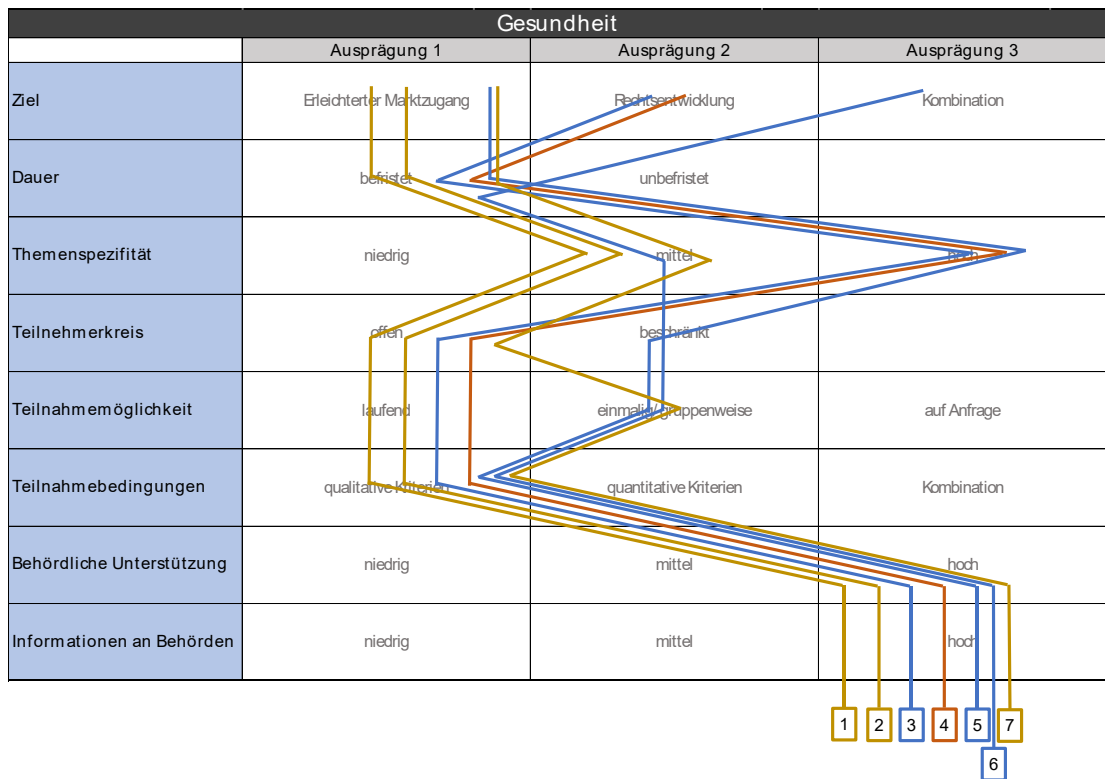 Gesundheit
Ausprägung 1 Ausprägung 2 Ausprägung 3
Ziel Erleichterter Marktzugang Rechtsentwicklung Kombination
Dauer befristet unbefristet
Themenspezifität niedrig mittel hoch
Teilnehmerkreis offen beschränkt
Teilnahmemöglichkeit laufend einmalig/gruppenweise auf Anfrage
Teilnahmebedingungen qualitative Kriterien quantitative Kriterien Kombination
Behördliche Unterstützung niedrig mittel hoch
Informationen an Behörden niedrig mittel hoch
1 2 3 4 5 7
6